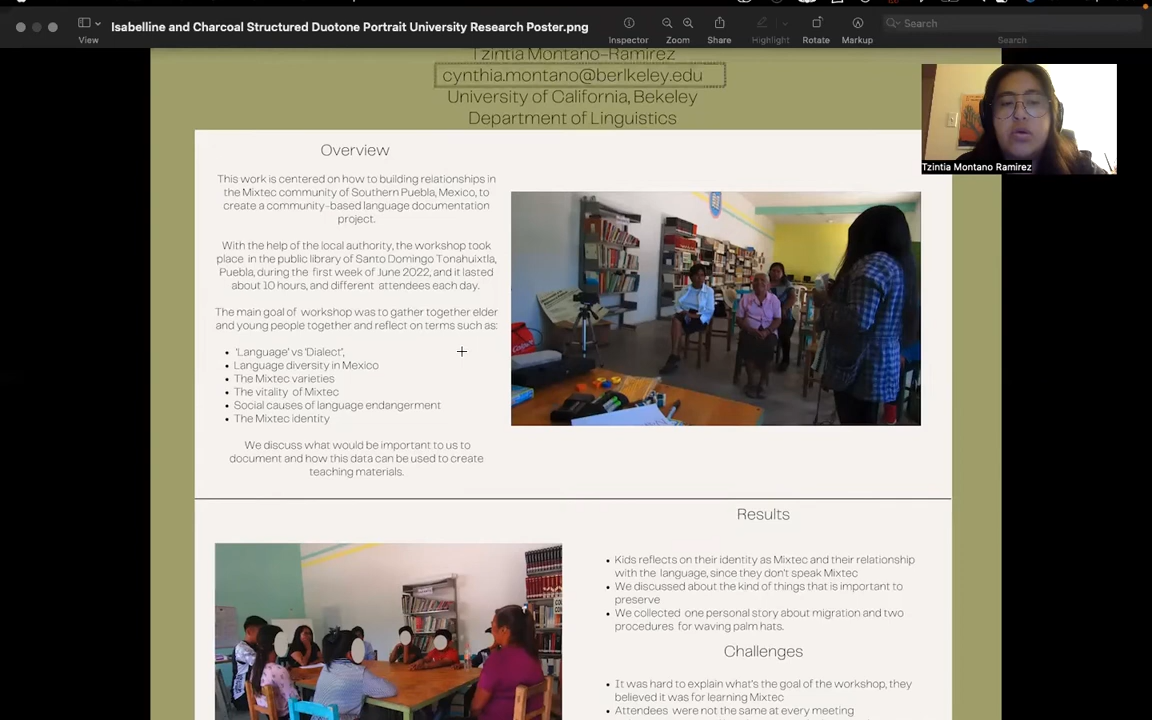 Isabelline and Charcoal Structured Duotone Portrait University Research Poster.png
View
Inspector
Zoom
Share
Highlight
Rotate
Markup
Search
Search
Tzintia Montano-Ramirez
cynthia.montano@berlkeley.edu
University of California, Bekeley
Department of Linguistics
Tzintia Montano Ramirez
Overview
This work is centered on how to building relationships in
the Mixtec community of Southern Puebla, Mexico, to
create a community-based language documentation
project.
With the help of the local authority, the workshop took
place in the public library of Santo Domingo Tonahuixtla,
Puebla, during the first week of June 2022, and it lasted
about 10 hours, and different attendees each day.
The main goal of workshop was to gather together elder
and young people together and reflect on terms such as:
• 'Language' vs 'Dialect',
• Language diversity in Mexico
• The Mixtec varieties
• The vitality of Mixtec
• Social causes of language endangerment
• The Mixtec identity
We discuss what would be important to us to
document and how this data can be used to create
teaching materials.
Results
• Kids reflects on their identity as Mixtec and their relationship
with the language, since they don't speak Mixtec
• We discussed about the kind of things that is important to
preserve
• We collected one personal story about migration and two
procedures for waving palm hats.
Challenges
• It was hard to explain what's the goal of the workshop, they
believed it was for learning Mixtec
• Attendees were not the same at every meeting